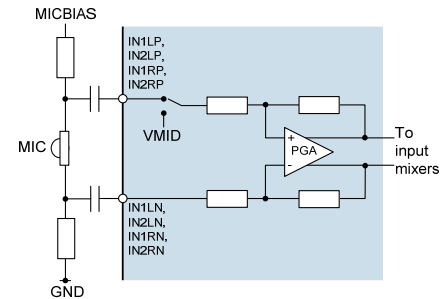 MICBIAS
IN1LP,
IN2LP,
IN1RP,
IN2RP
VMID
MIC
+
PGA
-
To
input
mixers
IN1LN,
IN2LN,
IN1RN,
IN2RN
GND